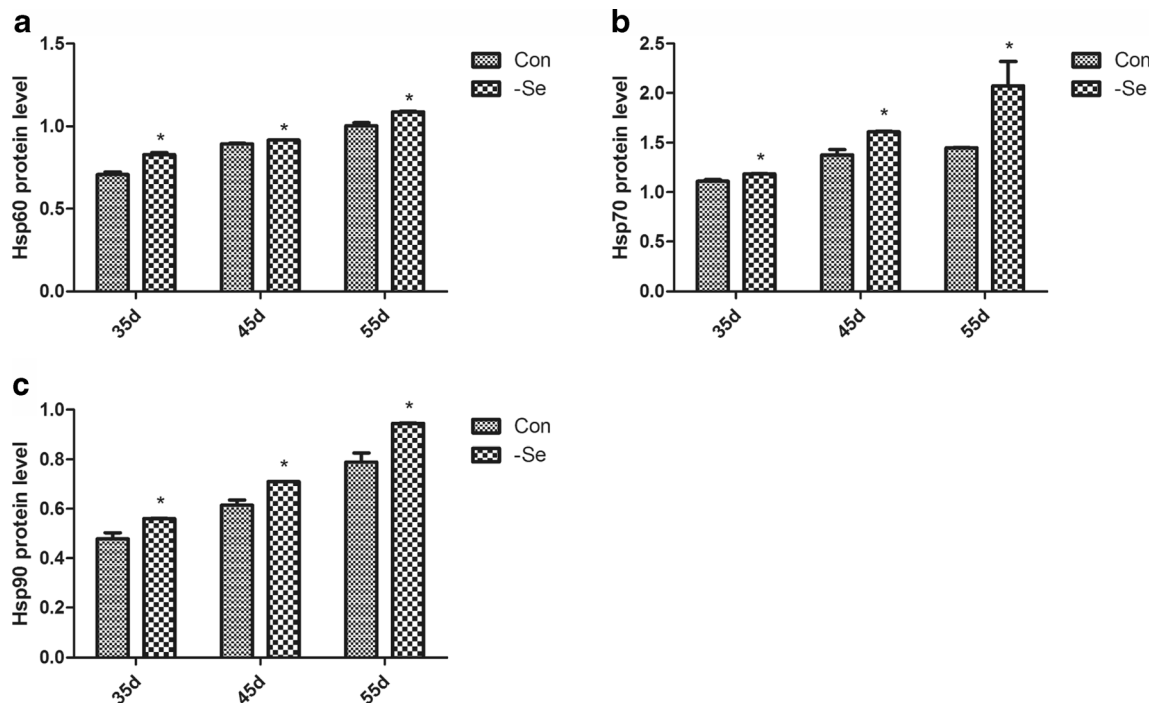 a
Hsp60 protein level
1.5
1.0
0.5
0.0
* * *
35d 45d 55d
Con
-Se
b
Hsp70 protein level
2.5
2.0
1.5
1.0
0.5
0.0
* * *
35d 45d 55d
Con
-Se
c
Hsp90 protein level
1.0
0.8
0.6
0.4
0.2
0.0
* * *
35d 45d 55d
Con
-Se